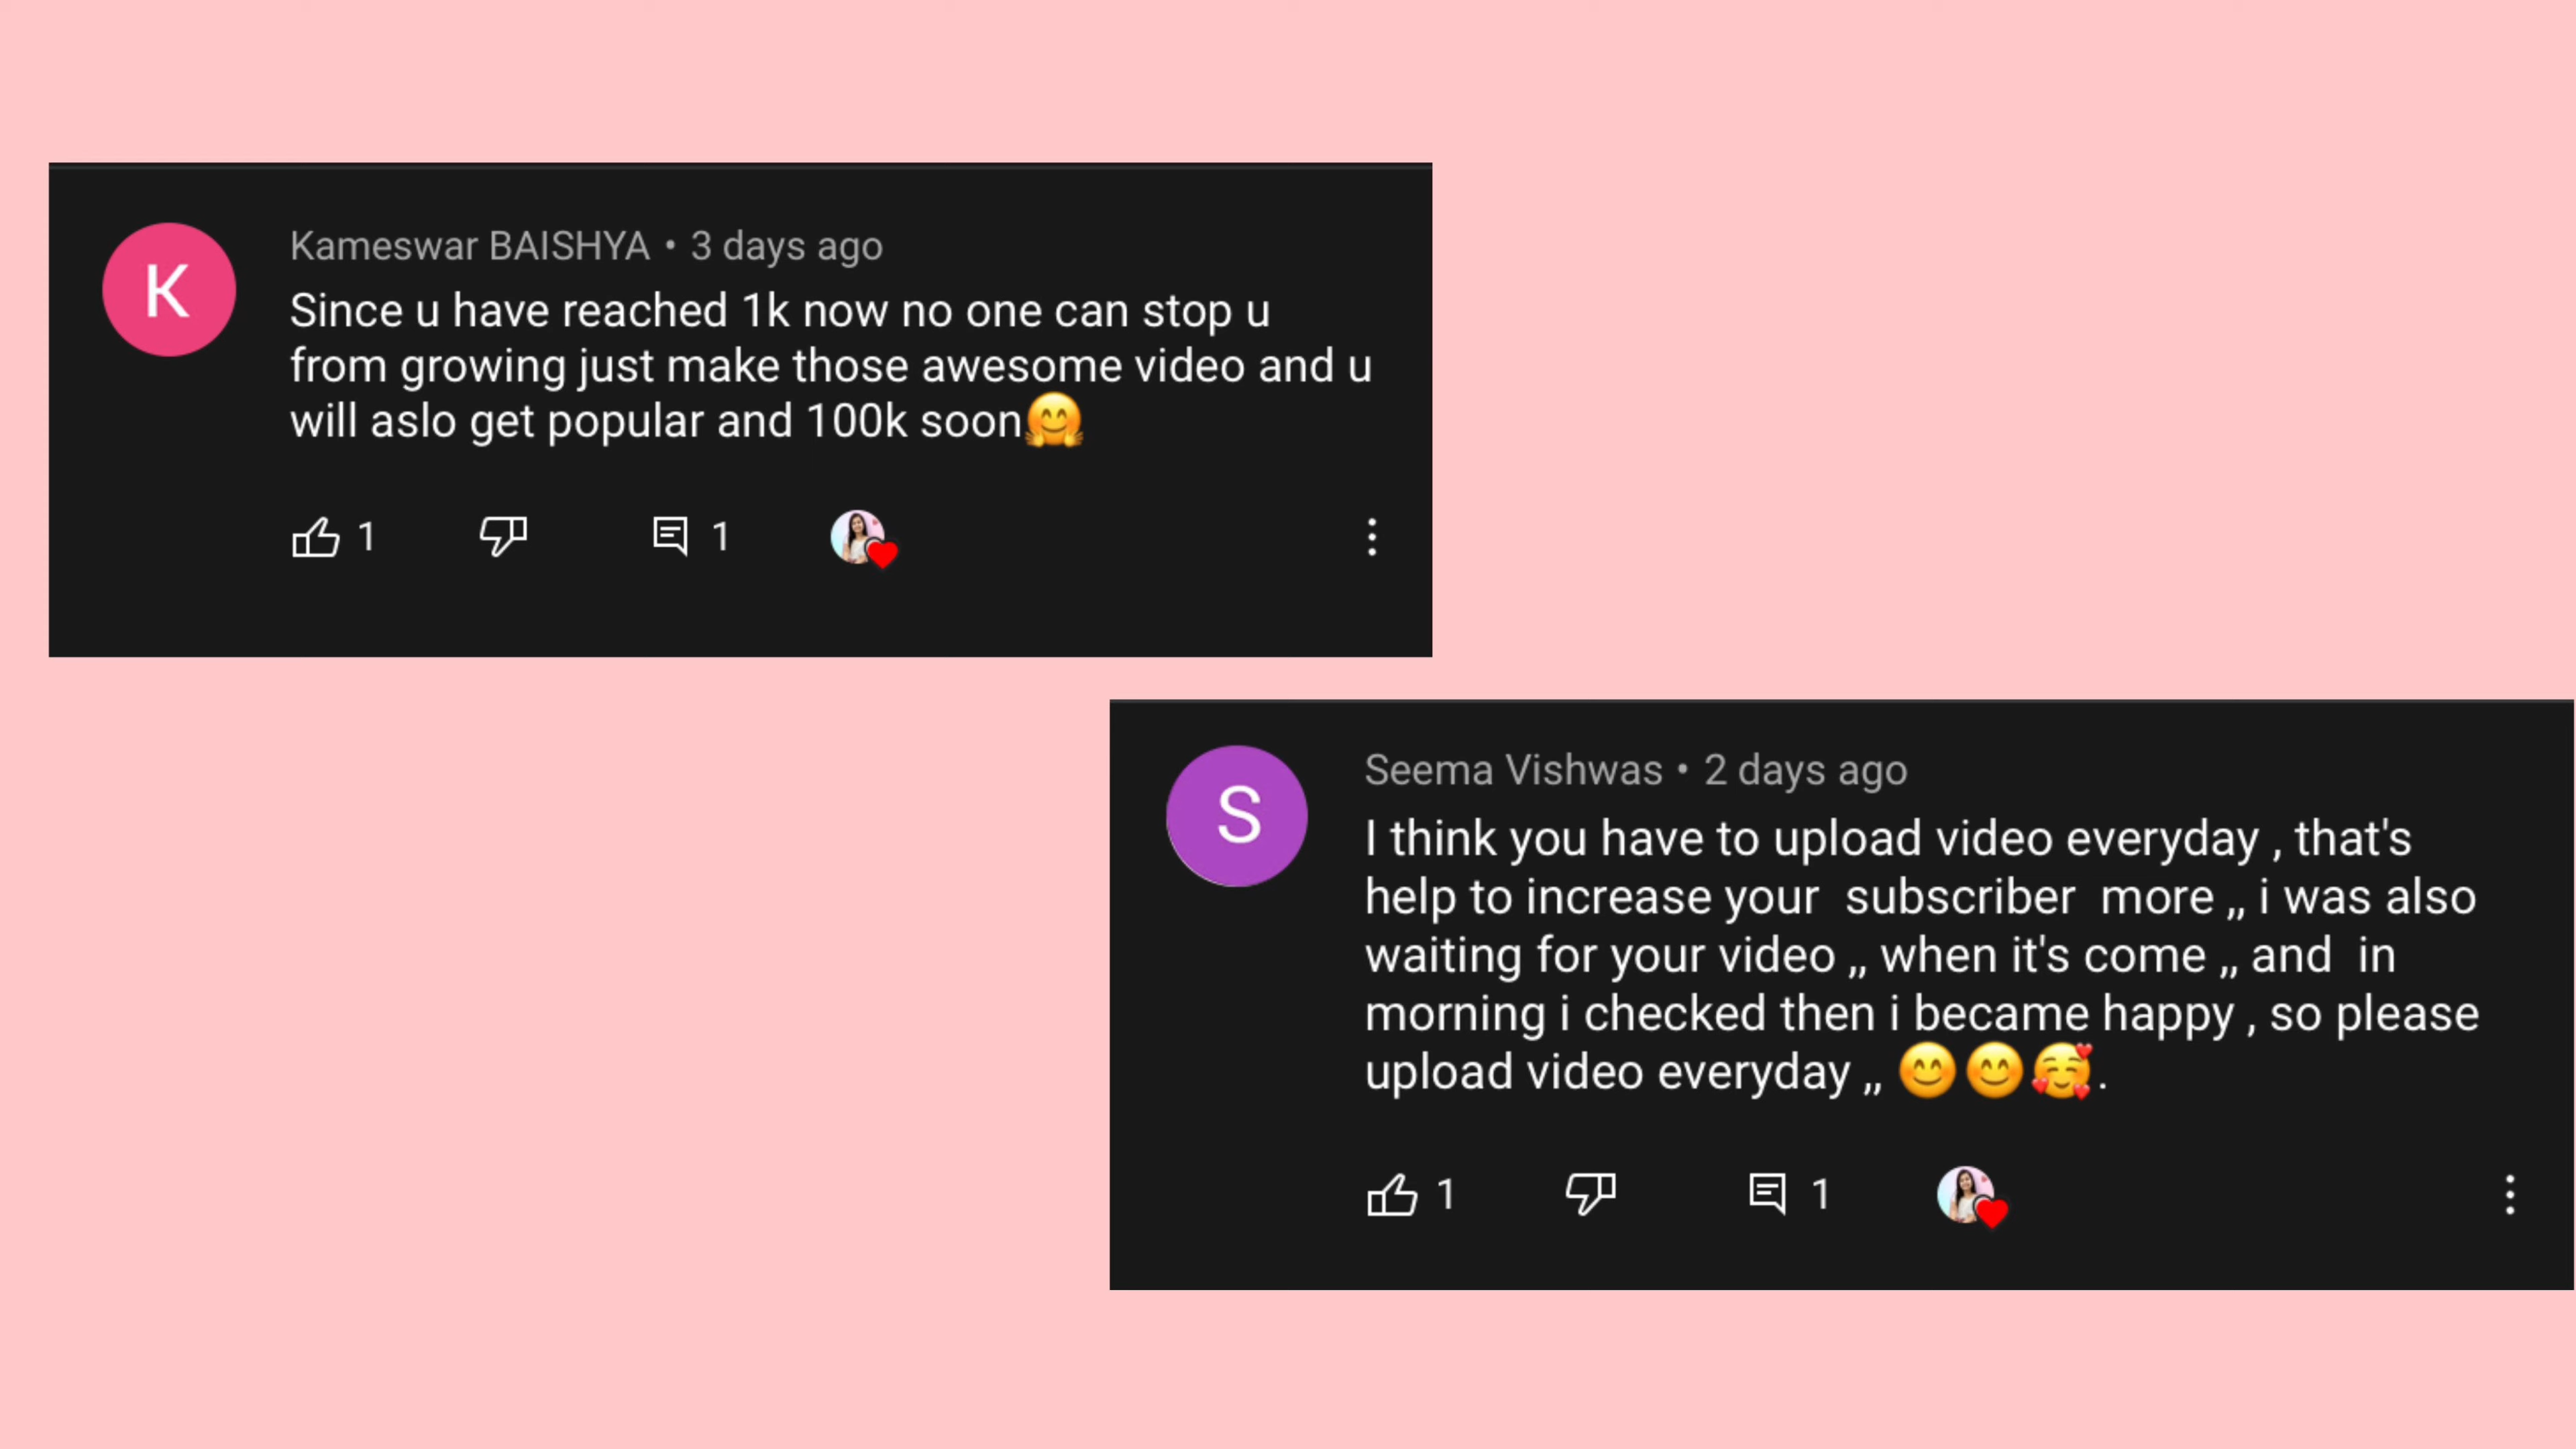 K
Kameswar BAISHYA • 3 days ago
Since u have reached 1k now no one can stop u
from growing just make those awesome video and u
will aslo get popular and 100k soon🤗
1
1
S
Seema Vishwas • 2 days ago
I think you have to upload video everyday , that's
help to increase your subscriber more ,, i was also
waiting for your video ,, when it's come ,, and in
morning i checked then i became happy , so please
upload video everyday ,, 😊😊🥰.
1
1